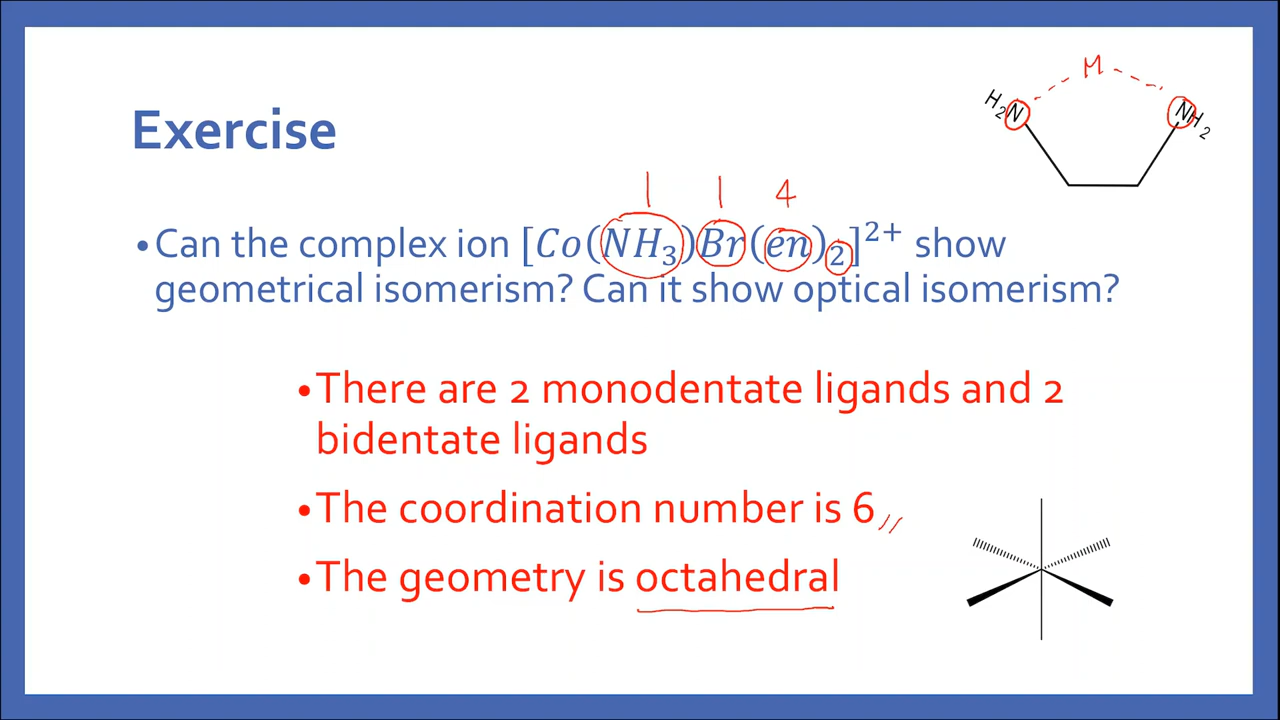 M
H₂N NH₂
Exercise
1 1 4
•Can the complex ion [Co(NH₃)Br(en)₂]²⁺ show
geometrical isomerism? Can it show optical isomerism?
•There are 2 monodentate ligands and 2
bidentate ligands
•The coordination number is 6
•The geometry is octahedral